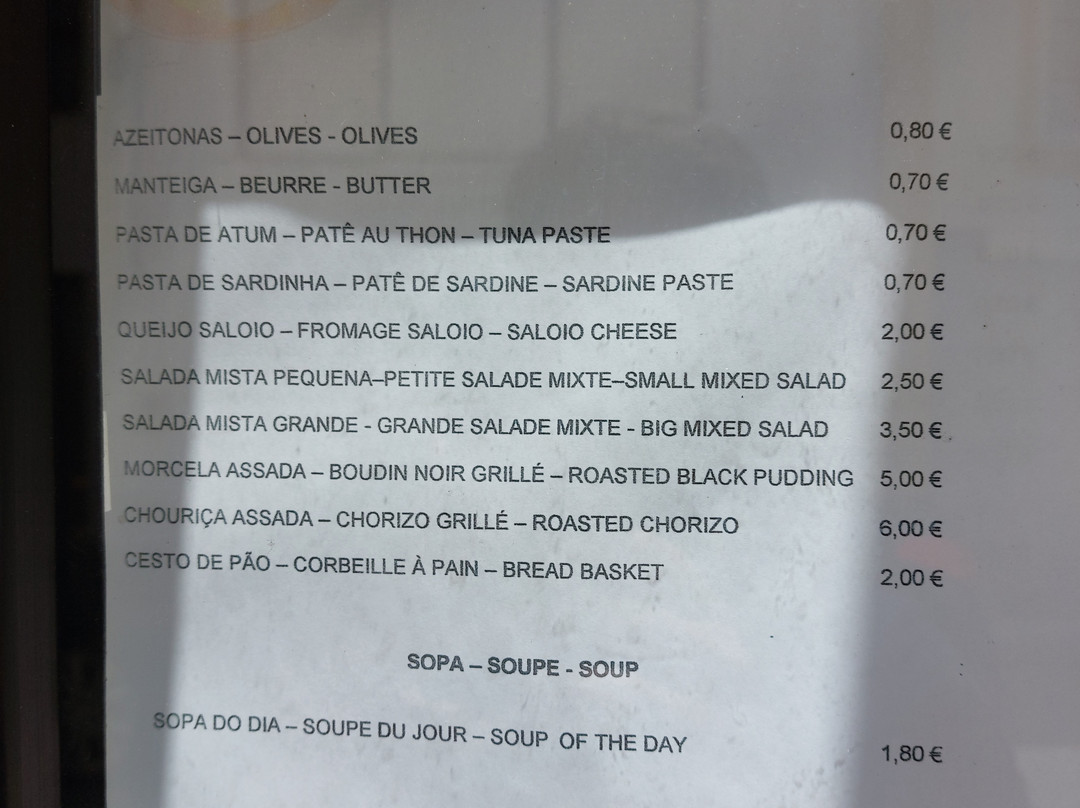 AZEITONAS – OLIVES - OLIVES 0,80 €
MANTEIGA – BEURRE - BUTTER 0,70 €
PASTA DE ATUM – PATÊ AU THON – TUNA PASTE 0,70 €
PASTA DE SARDINHA – PATÊ DE SARDINE – SARDINE PASTE 0,70 €
QUEIJO SALOIO – FROMAGE SALOIO – SALOIO CHEESE 2,00 €
SALADA MISTA PEQUENA–PETITE SALADE MIXTE–SMALL MIXED SALAD 2,50 €
SALADA MISTA GRANDE - GRANDE SALADE MIXTE - BIG MIXED SALAD 3,50 €
MORCELA ASSADA – BOUDIN NOIR GRILLÉ – ROASTED BLACK PUDDING 5,00 €
CHOURIÇA ASSADA – CHORIZO GRILLÉ – ROASTED CHORIZO 6,00 €
CESTO DE PÃO – CORBEILLE À PAIN – BREAD BASKET 2,00 €
SOPA – SOUPE - SOUP
SOPA DO DIA – SOUPE DU JOUR – SOUP OF THE DAY 1,80 €